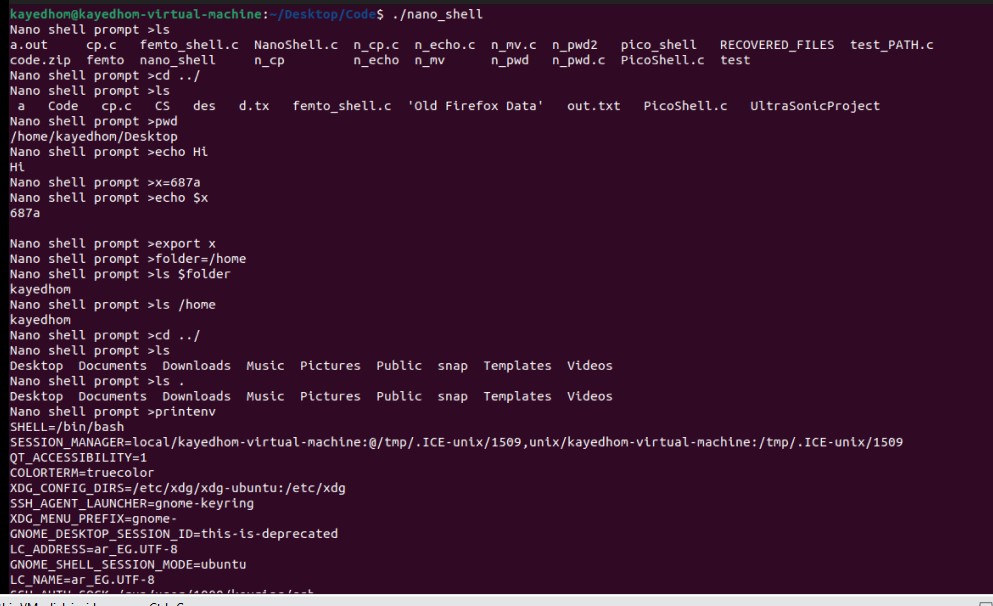 kayedhom@kayedhom-virtual-machine:~/Desktop/Code$ ./nano_shell
Nano shell prompt >ls
a.out     cp.c   femto_shell.c  NanoShell.c  n_cp.c  n_echo.c  n_mv.c  n_pwd2   pico_shell   RECOVERED_FILES  test_PATH.c
code.zip  femto  nano_shell     n_cp         n_echo  n_mv      n_pwd   n_pwd.c  PicoShell.c  test
Nano shell prompt >cd ../
Nano shell prompt >ls
 a   Code   cp.c   CS   des   d.tx   femto_shell.c  'Old Firefox Data'   out.txt   PicoShell.c   UltraSonicProject
Nano shell prompt >pwd
/home/kayedhom/Desktop
Nano shell prompt >echo Hi
Hi
Nano shell prompt >x=687a
Nano shell prompt >echo $x
687a
Nano shell prompt >export x
Nano shell prompt >folder=/home
Nano shell prompt >ls $folder
kayedhom
Nano shell prompt >ls /home
kayedhom
Nano shell prompt >cd ../
Nano shell prompt >ls
Desktop  Documents  Downloads  Music  Pictures  Public  snap  Templates  Videos
Nano shell prompt >ls .
Desktop  Documents  Downloads  Music  Pictures  Public  snap  Templates  Videos
Nano shell prompt >printenv
SHELL=/bin/bash
SESSION_MANAGER=local/kayedhom-virtual-machine:@/tmp/.ICE-unix/1509,unix/kayedhom-virtual-machine:/tmp/.ICE-unix/1509
QT_ACCESSIBILITY=1
COLORTERM=truecolor
XDG_CONFIG_DIRS=/etc/xdg/xdg-ubuntu:/etc/xdg
SSH_AGENT_LAUNCHER=gnome-keyring
XDG_MENU_PREFIX=gnome-
GNOME_DESKTOP_SESSION_ID=this-is-deprecated
LC_ADDRESS=ar_EG.UTF-8
GNOME_SHELL_SESSION_MODE=ubuntu
LC_NAME=ar_EG.UTF-8